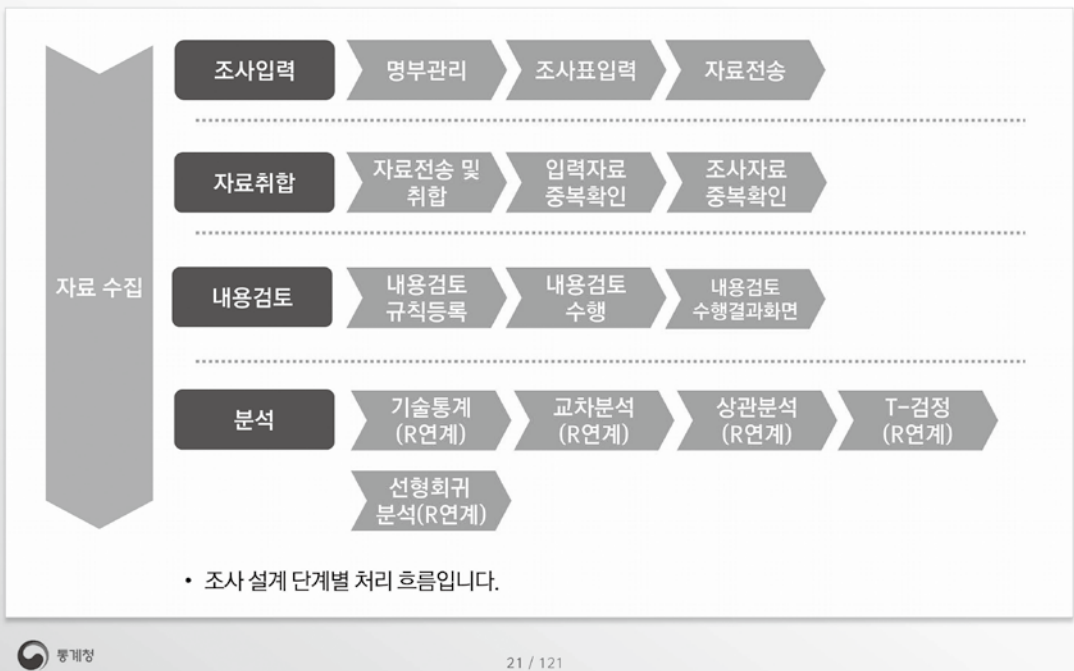 자료 수집
조사입력
명부관리
조사표입력
자료전송
자료취합
자료전송 및
취합
입력자료
중복확인
조사자료
중복확인
내용검토
내용검토
규칙등록
내용검토
수행
내용검토
수행결과화면
분석
기술통계
(R연계)
교차분석
(R연계)
상관분석
(R연계)
T-검정
(R연계)
선형회귀
분석(R연계)
• 조사 설계 단계별 처리 흐름입니다.
통계청
21 / 121